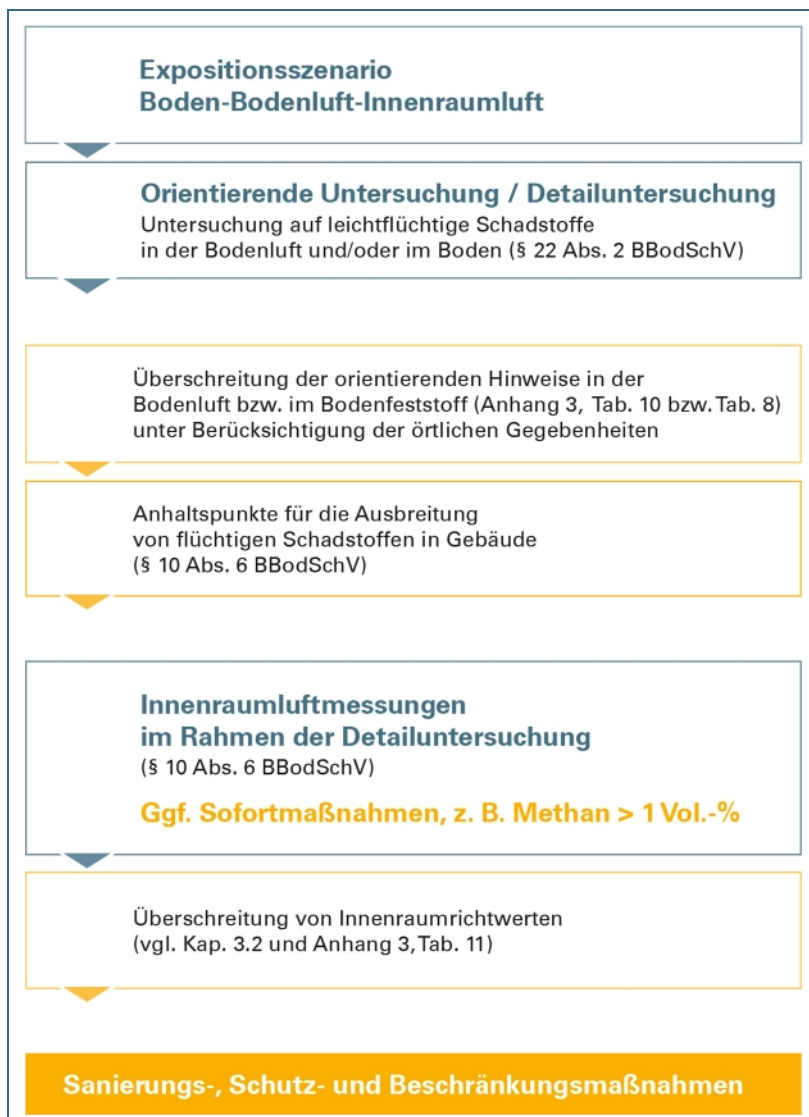 Expositionsszenario
Boden-Bodenluft-Innenraumluft
Orientierende Untersuchung / Detailuntersuchung
Untersuchung auf leichtflüchtige Schadstoffe
in der Bodenluft und/oder im Boden (§ 22 Abs. 2 BBodSchV)
Überschreitung der orientierenden Hinweise in der
Bodenluft bzw. im Bodenfeststoff (Anhang 3, Tab. 10 bzw. Tab. 8)
unter Berücksichtigung der örtlichen Gegebenheiten
Anhaltspunkte für die Ausbreitung
von flüchtigen Schadstoffen in Gebäude
(§ 10 Abs. 6 BBodSchV)
Innenraumluftmessungen
im Rahmen der Detailuntersuchung
(§ 10 Abs. 6 BBodSchV)
Ggf. Sofortmaßnahmen, z. B. Methan > 1 Vol.-%
Überschreitung von Innenraumrichtwerten
(vgl. Kap. 3.2 und Anhang 3, Tab. 11)
Sanierungs-, Schutz- und Beschränkungsmaßnahmen